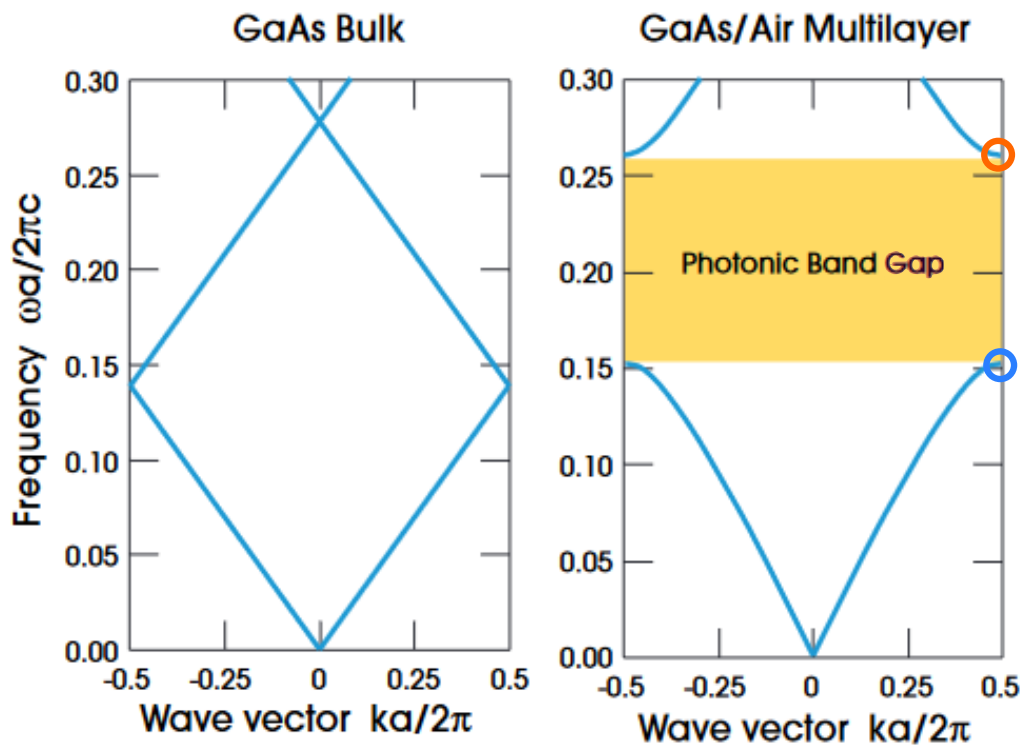 GaAs Bulk
0.30
0.25
0.20
0.15
0.10
0.05
0.00
-0.5 -0.25 0 0.25 0.5
Frequency ωa/2πc
Wave vector ka/2π
GaAs/Air Multilayer
0.30
0.25
0.20
0.15
0.10
0.05
0.00
-0.5 -0.25 0 0.25 0.5
Photonic Band Gap
Wave vector ka/2π